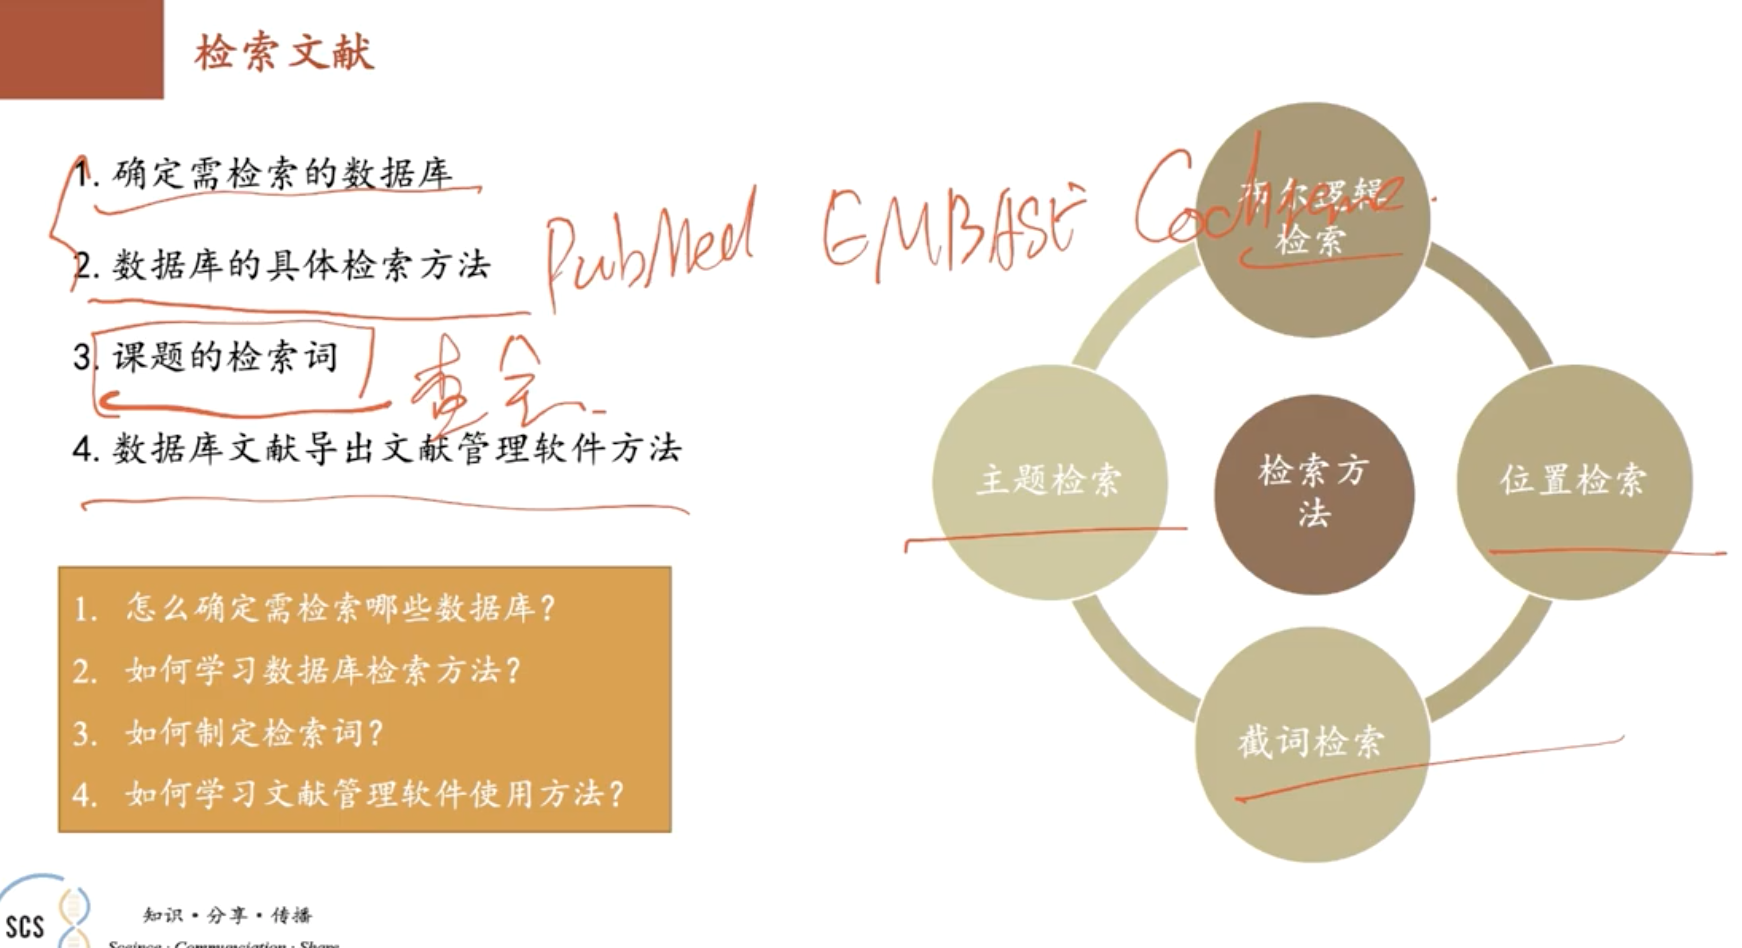 检索文献
1. 确定需检索的数据库
2. 数据库的具体检索方法
PubMed EMBASE Cochrane.
3. 课题的检索词
查全
4. 数据库文献导出文献管理软件方法
1. 怎么确定需检索哪些数据库？
2. 如何学习数据库检索方法？
3. 如何制定检索词？
4. 如何学习文献管理软件使用方法？
布尔逻辑
检索
主题检索
检索方
法
位置检索
截词检索
SCS
知识·分享·传播